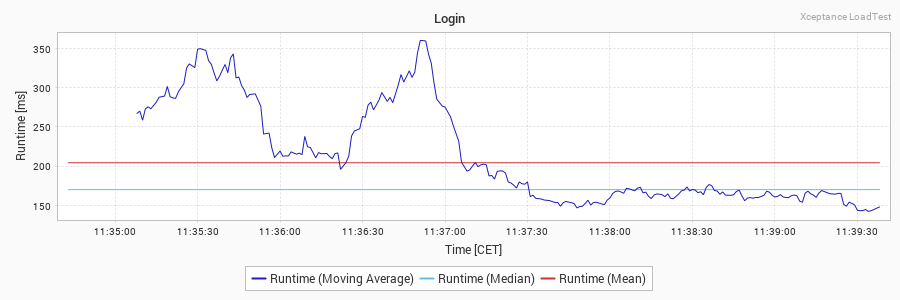 Login
Xceptance LoadTest
Runtime [ms]
350
300
250
200
150
11:35:00 11:35:30 11:36:00 11:36:30 11:37:00 11:37:30 11:38:00 11:38:30 11:39:00 11:39:30
Time [CET]
Runtime (Moving Average) Runtime (Median) Runtime (Mean)